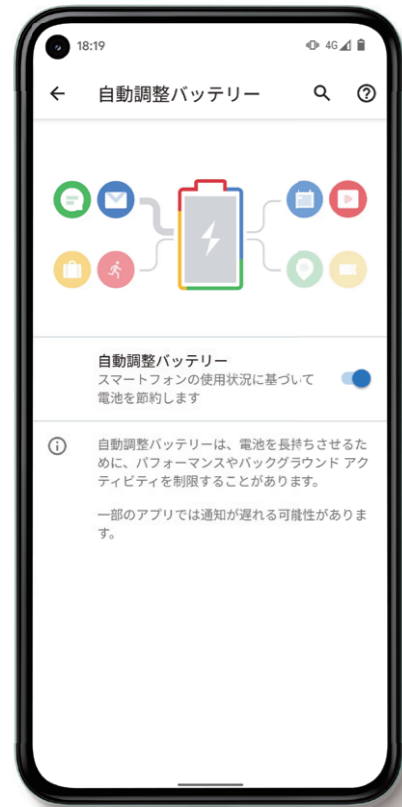 18:19 4G
自動調整バッテリー
自動調整バッテリー
スマートフォンの使用状況に基づいて
電池を節約します
自動調整バッテリーは、電池を長持ちさせるた
めに、パフォーマンスやバックグラウンド アク
ティビティを制限することがあります。
一部のアプリでは通知が遅れる可能性がありま
す。